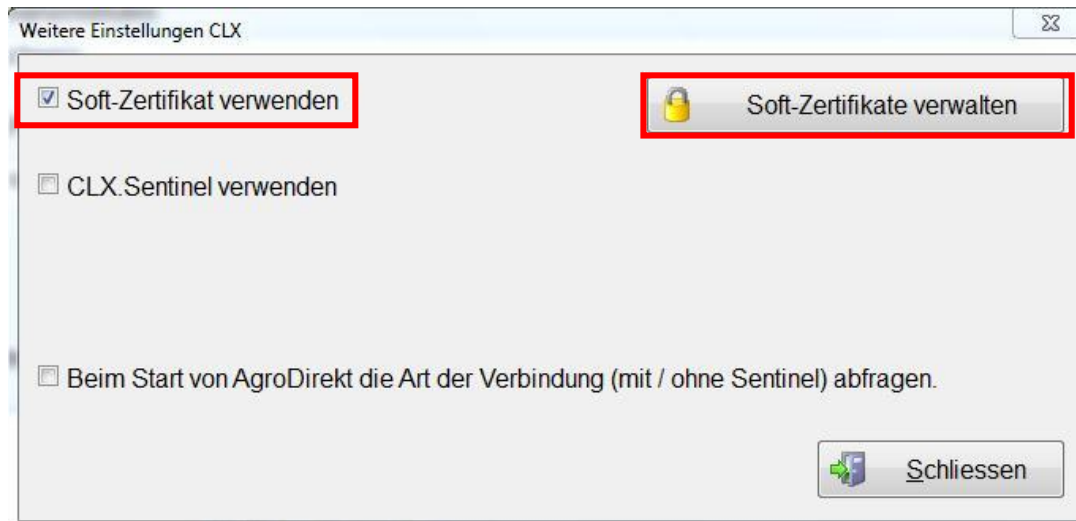 Weitere Einstellungen CLX
Soft-Zertifikat verwenden
Soft-Zertifikate verwalten
CLX.Sentinel verwenden
Beim Start von AgroDirekt die Art der Verbindung (mit / ohne Sentinel) abfragen.
Schliessen